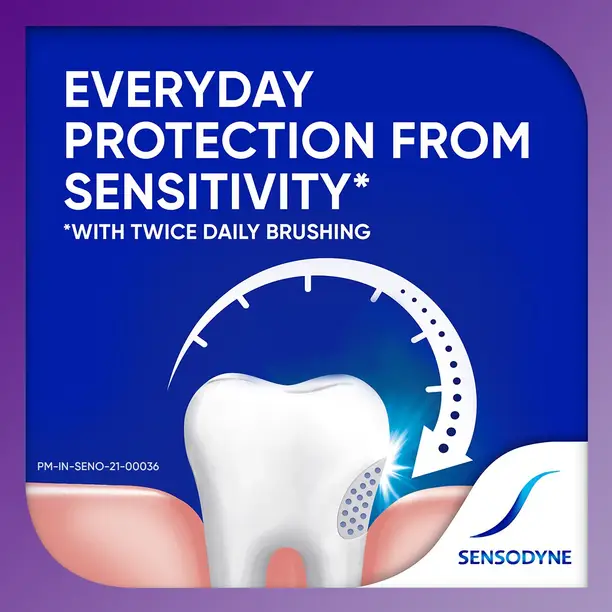 EVERYDAY
PROTECTION FROM
SENSITIVITY*
*WITH TWICE DAILY BRUSHING
PM-IN-SENO-21-00036
SENSODYNE